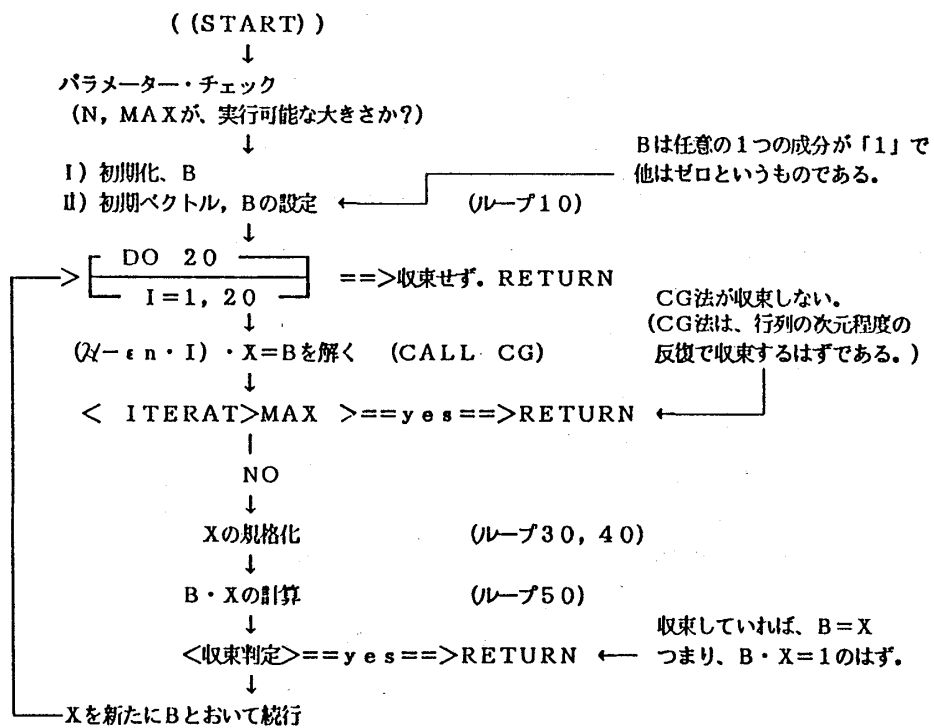 ((START))
↓
パラメーター・チェック
(N，MAXが、実行可能な大きさか？)
↓
Bは任意の１つの成分が「１」で
他はゼロというものである。
Ⅰ）初期化、B
Ⅱ）初期ベクトル，Bの設定 ← (ループ１０)
↓
> DO ２０
I＝１，２０
==>収束せず。RETURN
CG法が収束しない。
(CG法は、行列の次元程度の
反復で収束するはずである。)
↓
(ℋ−εn・I)・X＝Bを解く (CALL CG)
↓
< ITERAT>MAX >==yes==>RETURN ←
|
NO
↓
Xの規格化 (ループ３０，４０)
↓
B・Xの計算 (ループ５０)
↓
<収束判定>==yes==>RETURN ←
収束していれば、B＝X
つまり、B・X＝１のはず。
↓
Xを新たにBとおいて続行